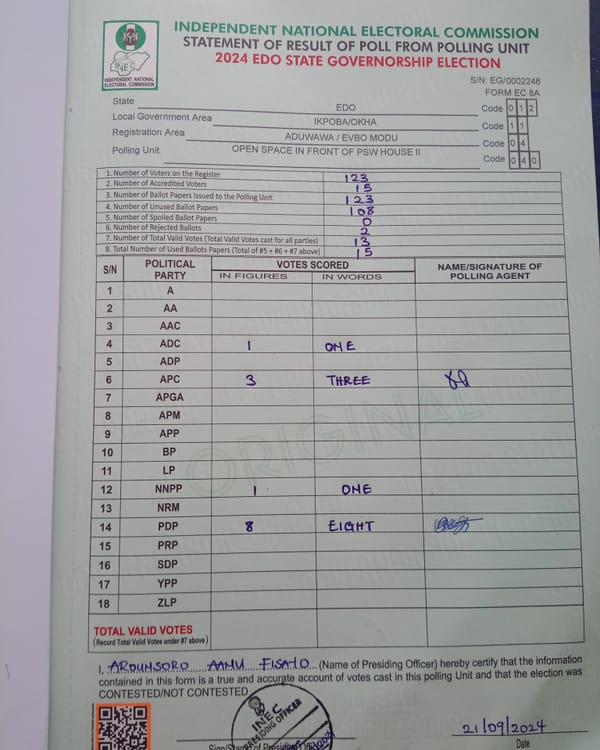 INEC
INDEPENDENT NATIONAL
ELECTORAL COMMISSION
INDEPENDENT NATIONAL ELECTORAL COMMISSION
STATEMENT OF RESULT OF POLL FROM POLLING UNIT
2024 EDO STATE GOVERNORSHIP ELECTION
S/N: EG/0002246
FORM EC 8A
State EDO Code 0 1 2
Local Government Area IKPOBA/OKHA Code 1 1
Registration Area ADUWAWA / EVBO MODU Code 0 4
Polling Unit OPEN SPACE IN FRONT OF PSW HOUSE II Code 0 4 0
1. Number of Voters on the Register 123
2. Number of Accredited Voters 15
3. Number of Ballot Papers Issued to the Polling Unit 123
4. Number of Unused Ballot Papers 108
5. Number of Spoiled Ballot Papers 0
6. Number of Rejected Ballots 2
7. Number of Total Valid Votes (Total Valid Votes cast for all parties) 13
8. Total Number of Used Ballots Papers (Total of #5 + #6 + #7 above) 15
S/N POLITICAL PARTY VOTES SCORED NAME/SIGNATURE OF POLLING AGENT
IN FIGURES IN WORDS
1 A
2 AA
3 AAC
4 ADC 1 ONE
5 ADP
6 APC 3 THREE
7 APGA
8 APM
9 APP
10 BP
11 LP
12 NNPP 1 ONE
13 NRM
14 PDP 8 EIGHT
15 PRP
16 SDP
17 YPP
18 ZLP
ORIGINAL
TOTAL VALID VOTES
(Record Total Valid Votes under #7 above)
I, (Name of Presiding Officer) hereby certify that the information
contained in this form is a true and accurate account of votes cast in this polling Unit and that the election was
CONTESTED/NOT CONTESTED
INEC
PRESIDING OFFICER
21/09/2024
of Presiding Date